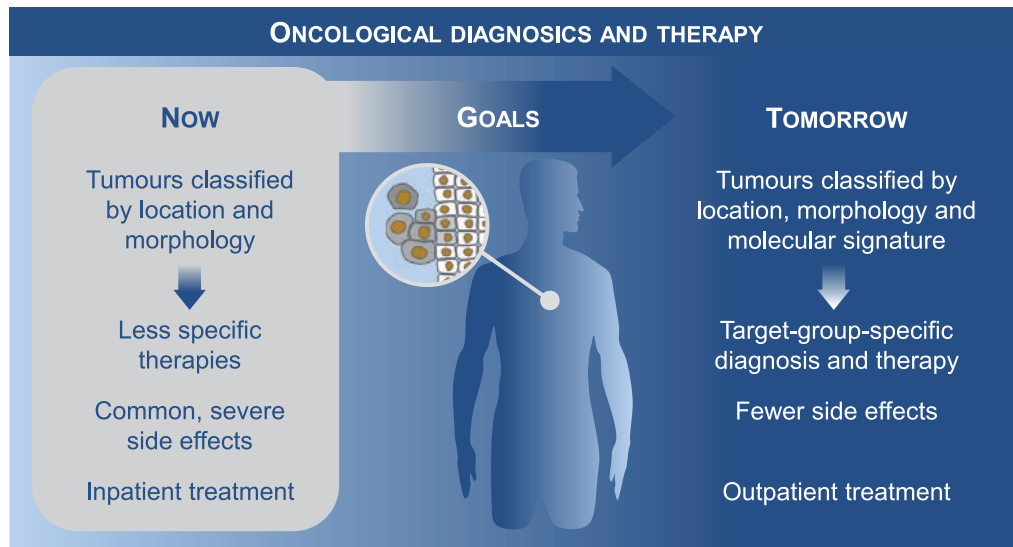 ONCOLOGICAL DIAGNOSICS AND THERAPY
NOW
Tumours classified
by location and
morphology
Less specific
therapies
Common, severe
side effects
Inpatient treatment
GOALS
TOMORROW
Tumours classified by
location, morphology and
molecular signature
Target-group-specific
diagnosis and therapy
Fewer side effects
Outpatient treatment